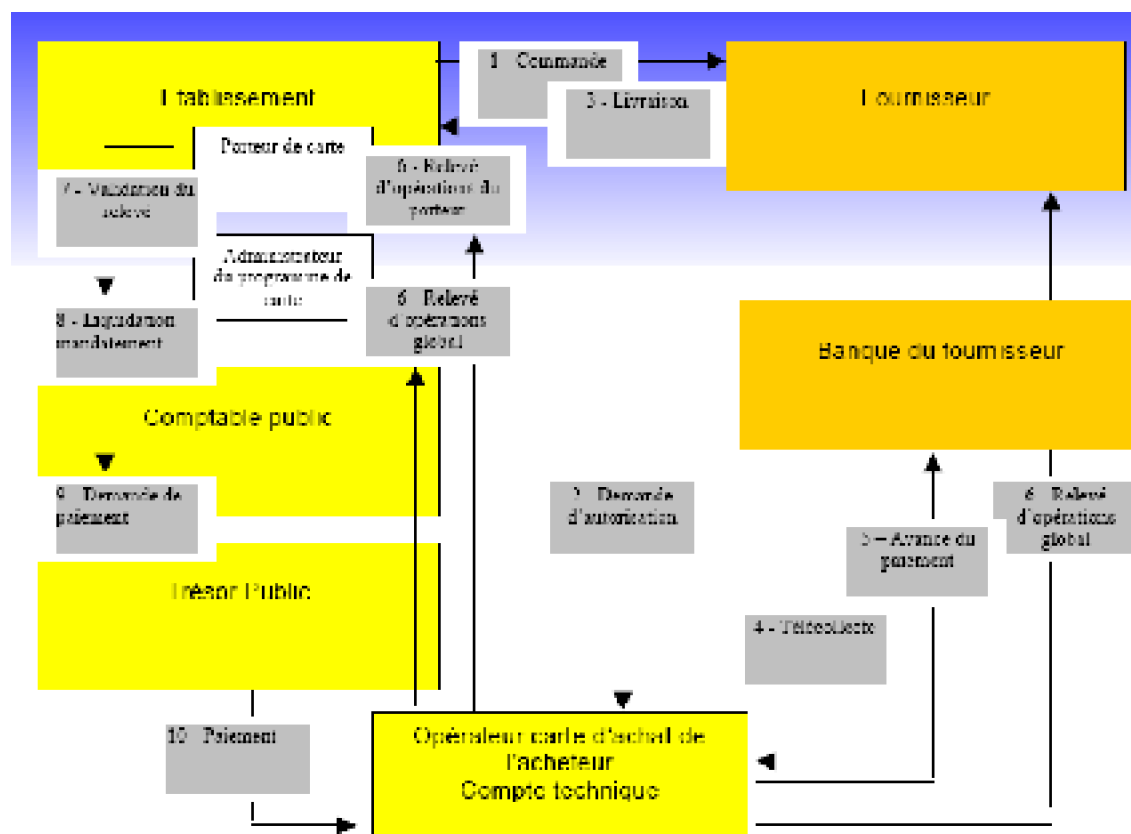 1 - Commande
Etablissement
Fournisseur
3 - Livraison
Porteur de carte
6 - Relevé
d'opérations du
porteur
7 - Validation du
relevé
Administrateur
du programme de
carte
6 - Relevé
d'opérations
global
8 - Liquidation
mandatement
Banque du fournisseur
Comptable public
9 - Demande de
paiement
2 - Demande
d'autorisation
6 - Relevé
d'opérations
global
5 – Avance du
paiement
Trésor Public
4 - Télécollecte
10 - Paiement
Opérateur carte d'achat de
l'acheteur
Compte technique